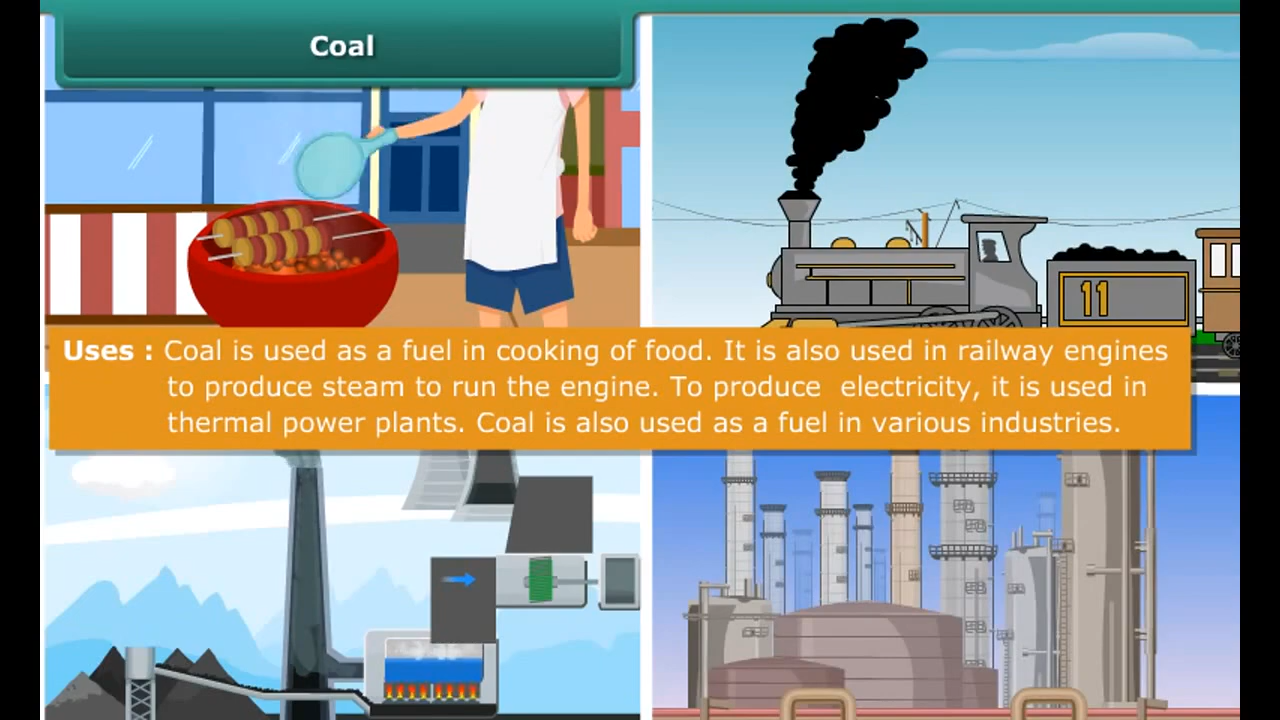 Coal
11
Uses : Coal is used as a fuel in cooking of food. It is also used in railway engines
to produce steam to run the engine. To produce  electricity, it is used in
thermal power plants. Coal is also used as a fuel in various industries.